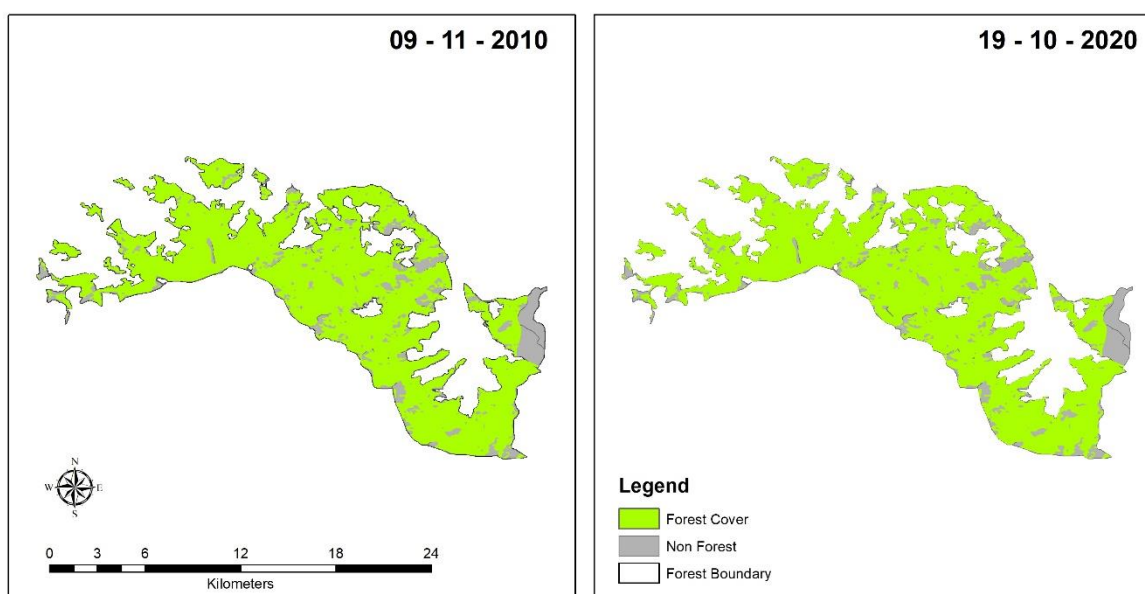 09 - 11 - 2010
19 - 10 - 2020
N
W E
S
0 3 6 12 18 24
Kilometers
Legend
Forest Cover
Non Forest
Forest Boundary